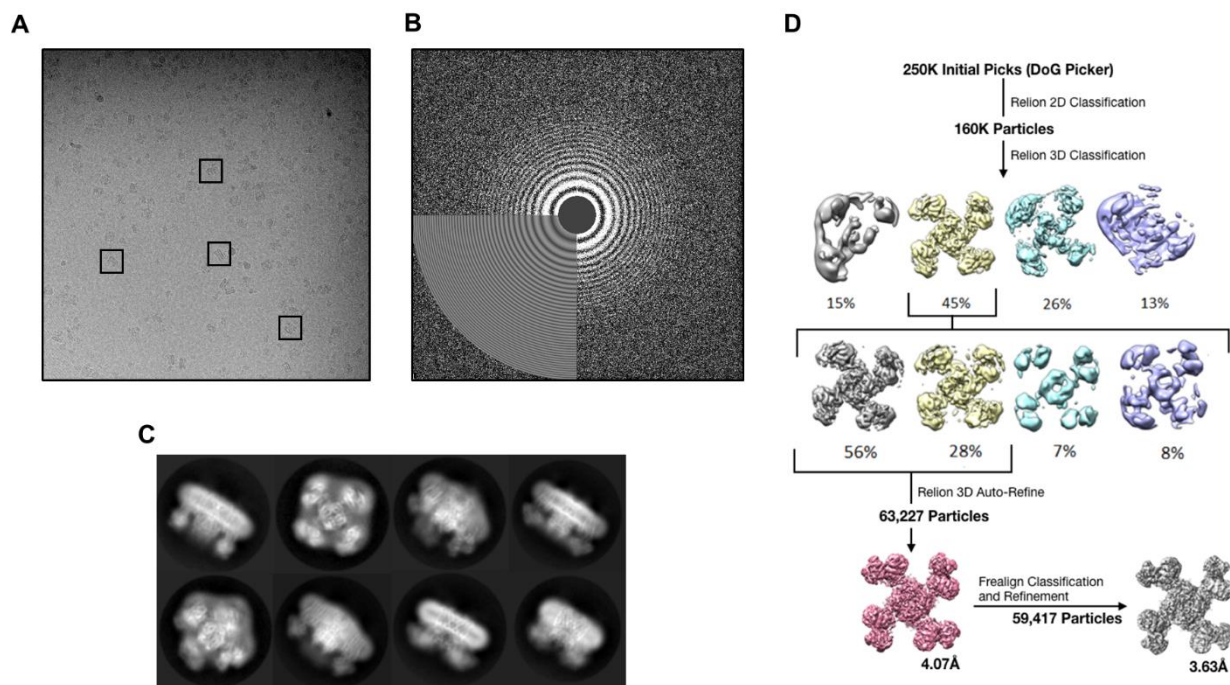 A
B
D
250K Initial Picks (DoG Picker)
Relion 2D Classification
160K Particles
Relion 3D Classification
15%
45%
26%
13%
56%
28%
7%
8%
Relion 3D Auto-Refine
63,227 Particles
Frealign Classification
and Refinement
59,417 Particles
4.07Å
3.63Å
C